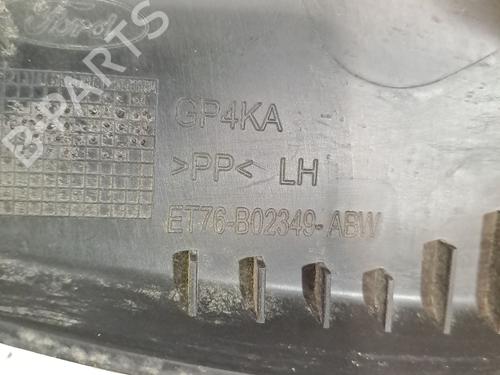 Ford
GP4KA
>PP< LH
ET76-B02349-ABW
B-PARTS